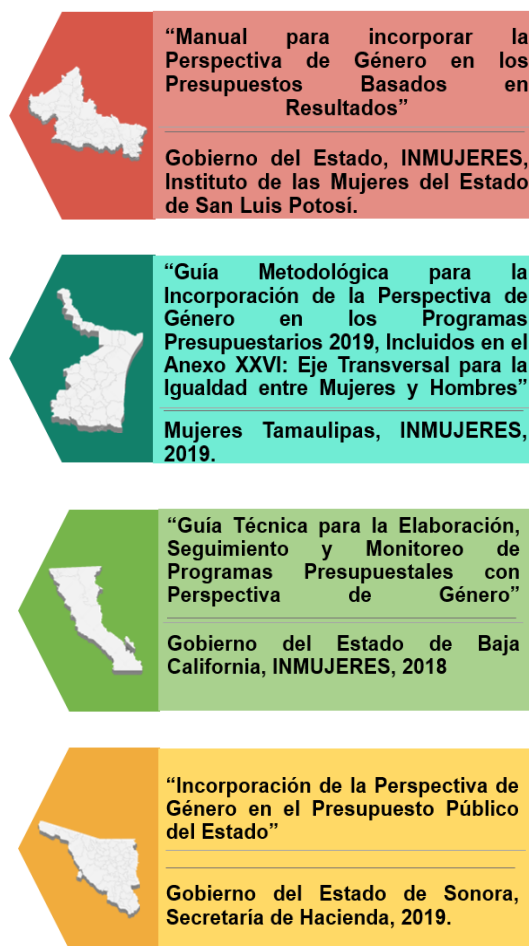 “Manual para incorporar la
Perspectiva de Género en los
Presupuestos Basados en
Resultados”
Gobierno del Estado, INMUJERES,
Instituto de las Mujeres del Estado
de San Luis Potosí.
“Guía Metodológica para la
Incorporación de la Perspectiva de
Género en los Programas
Presupuestarios 2019, Incluidos en el
Anexo XXVI: Eje Transversal para la
Igualdad entre Mujeres y Hombres”
Mujeres Tamaulipas, INMUJERES,
2019.
“Guía Técnica para la Elaboración,
Seguimiento y Monitoreo de
Programas Presupuestales con
Perspectiva de Género”
Gobierno del Estado de Baja
California, INMUJERES, 2018
“Incorporación de la Perspectiva de
Género en el Presupuesto Público
del Estado”
Gobierno del Estado de Sonora,
Secretaría de Hacienda, 2019.